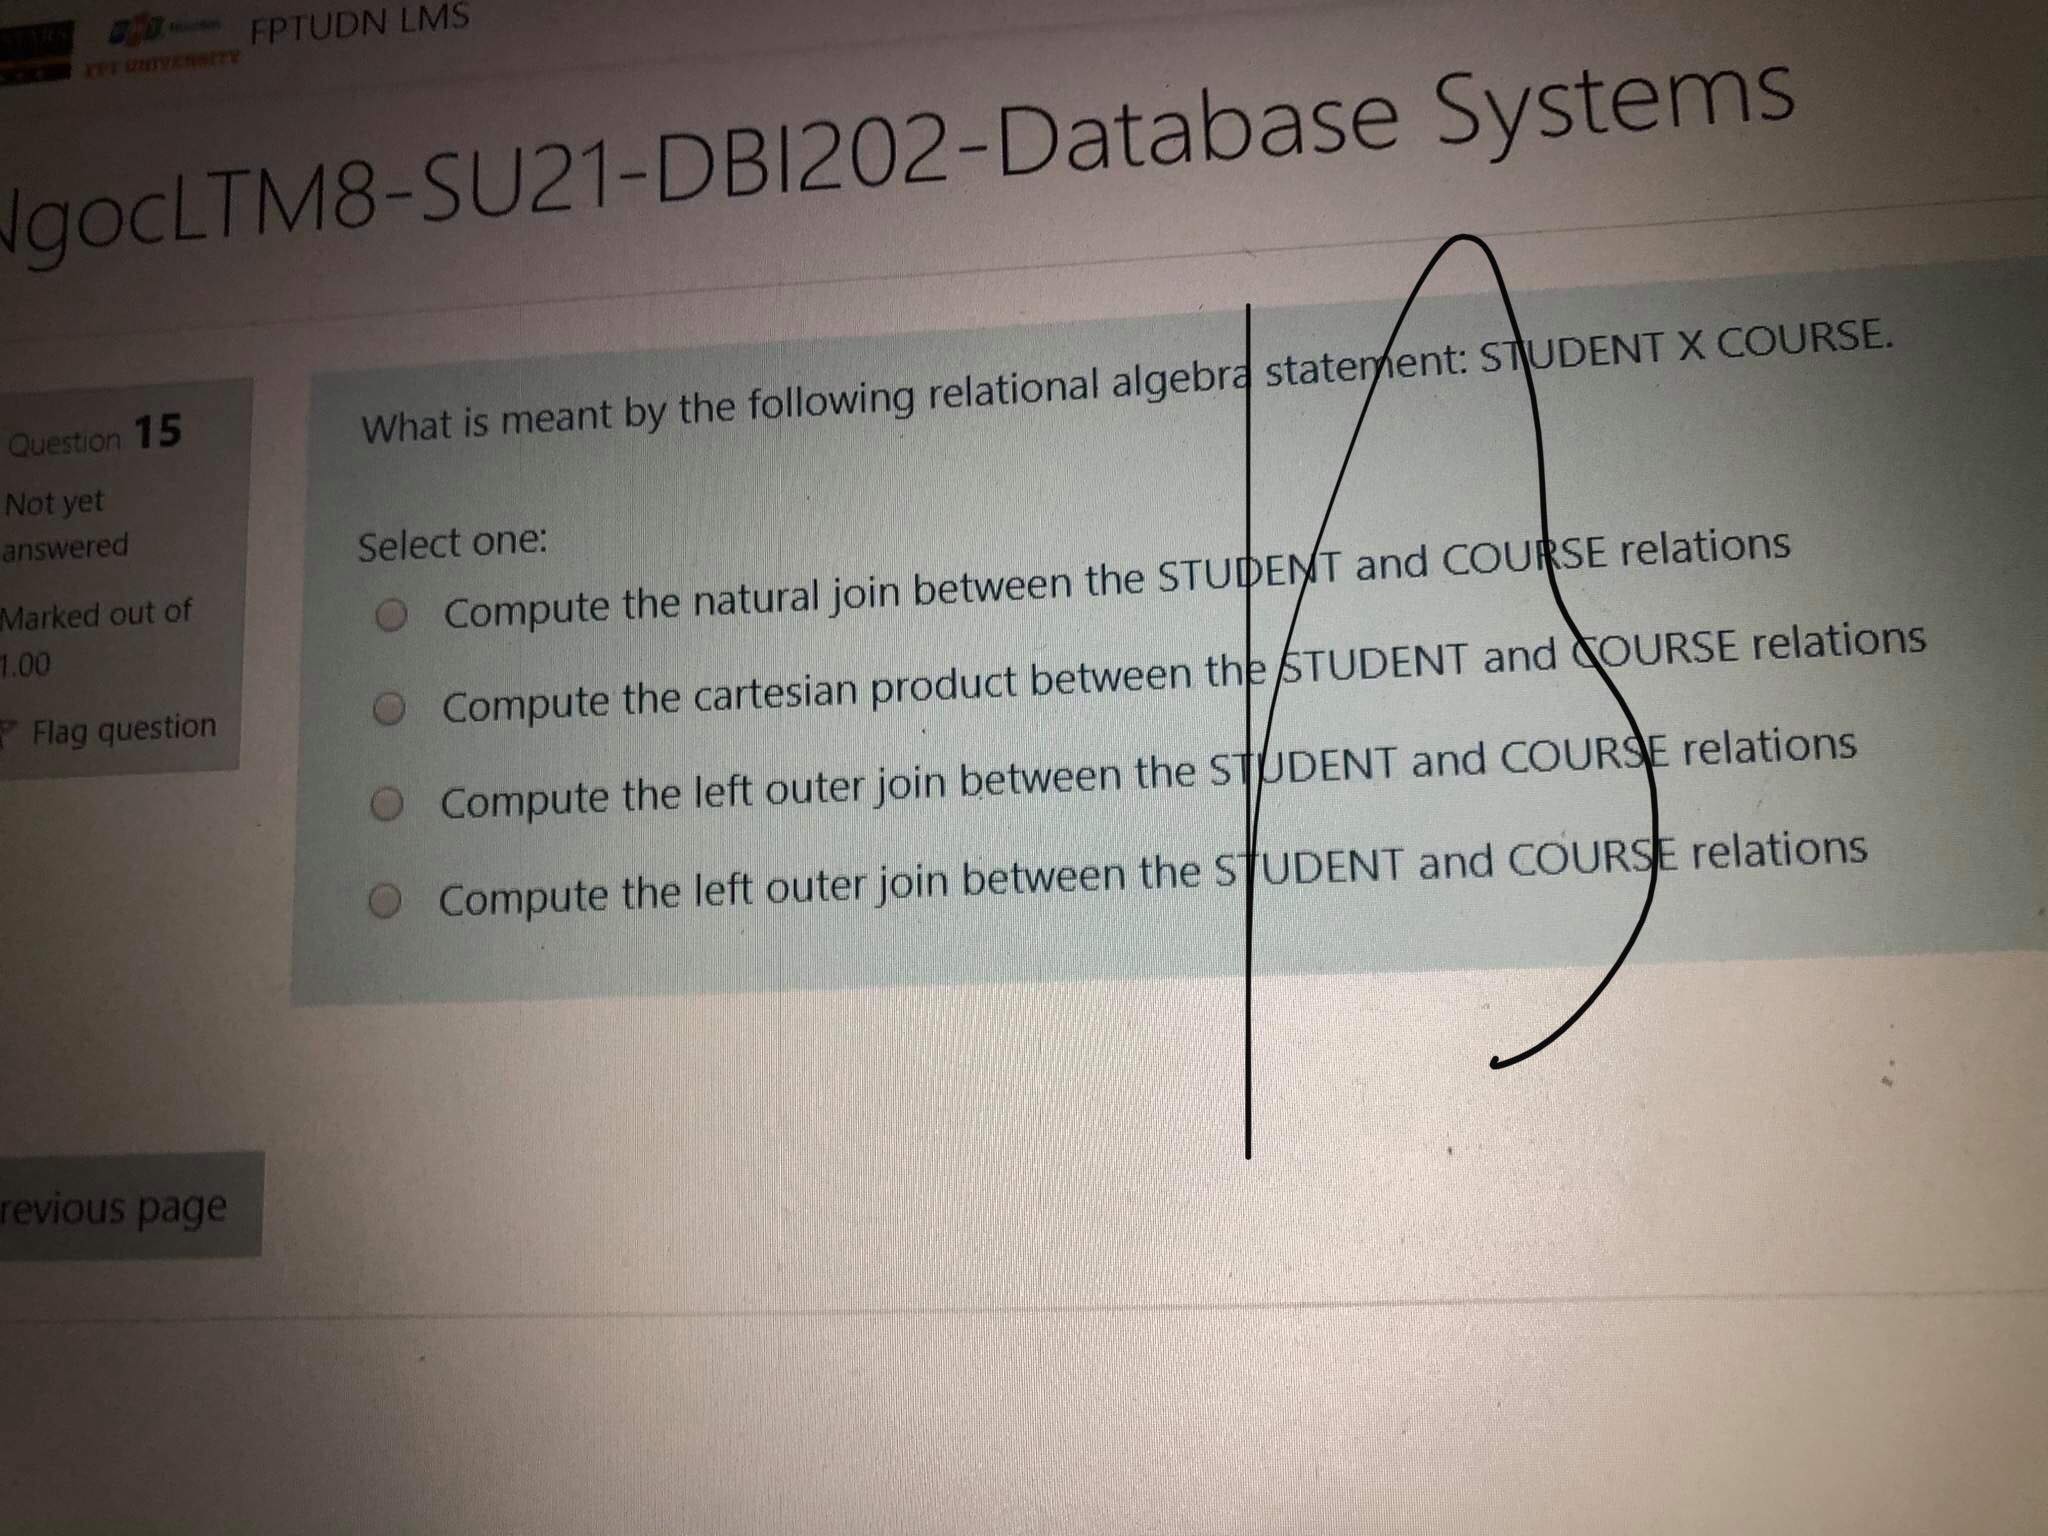 FPTUDN LMS
FPT UNIVERSITY
NgocLTM8-SU21-DBI202-Database Systems
Question 15
Not yet
answered
Marked out of
1.00
Flag question
What is meant by the following relational algebra statement: STUDENT X COURSE.
Select one:
Compute the natural join between the STUDENT and COURSE relations
Compute the cartesian product between the STUDENT and COURSE relations
Compute the left outer join between the STUDENT and COURSE relations
Compute the left outer join between the STUDENT and COURSE relations
revious page